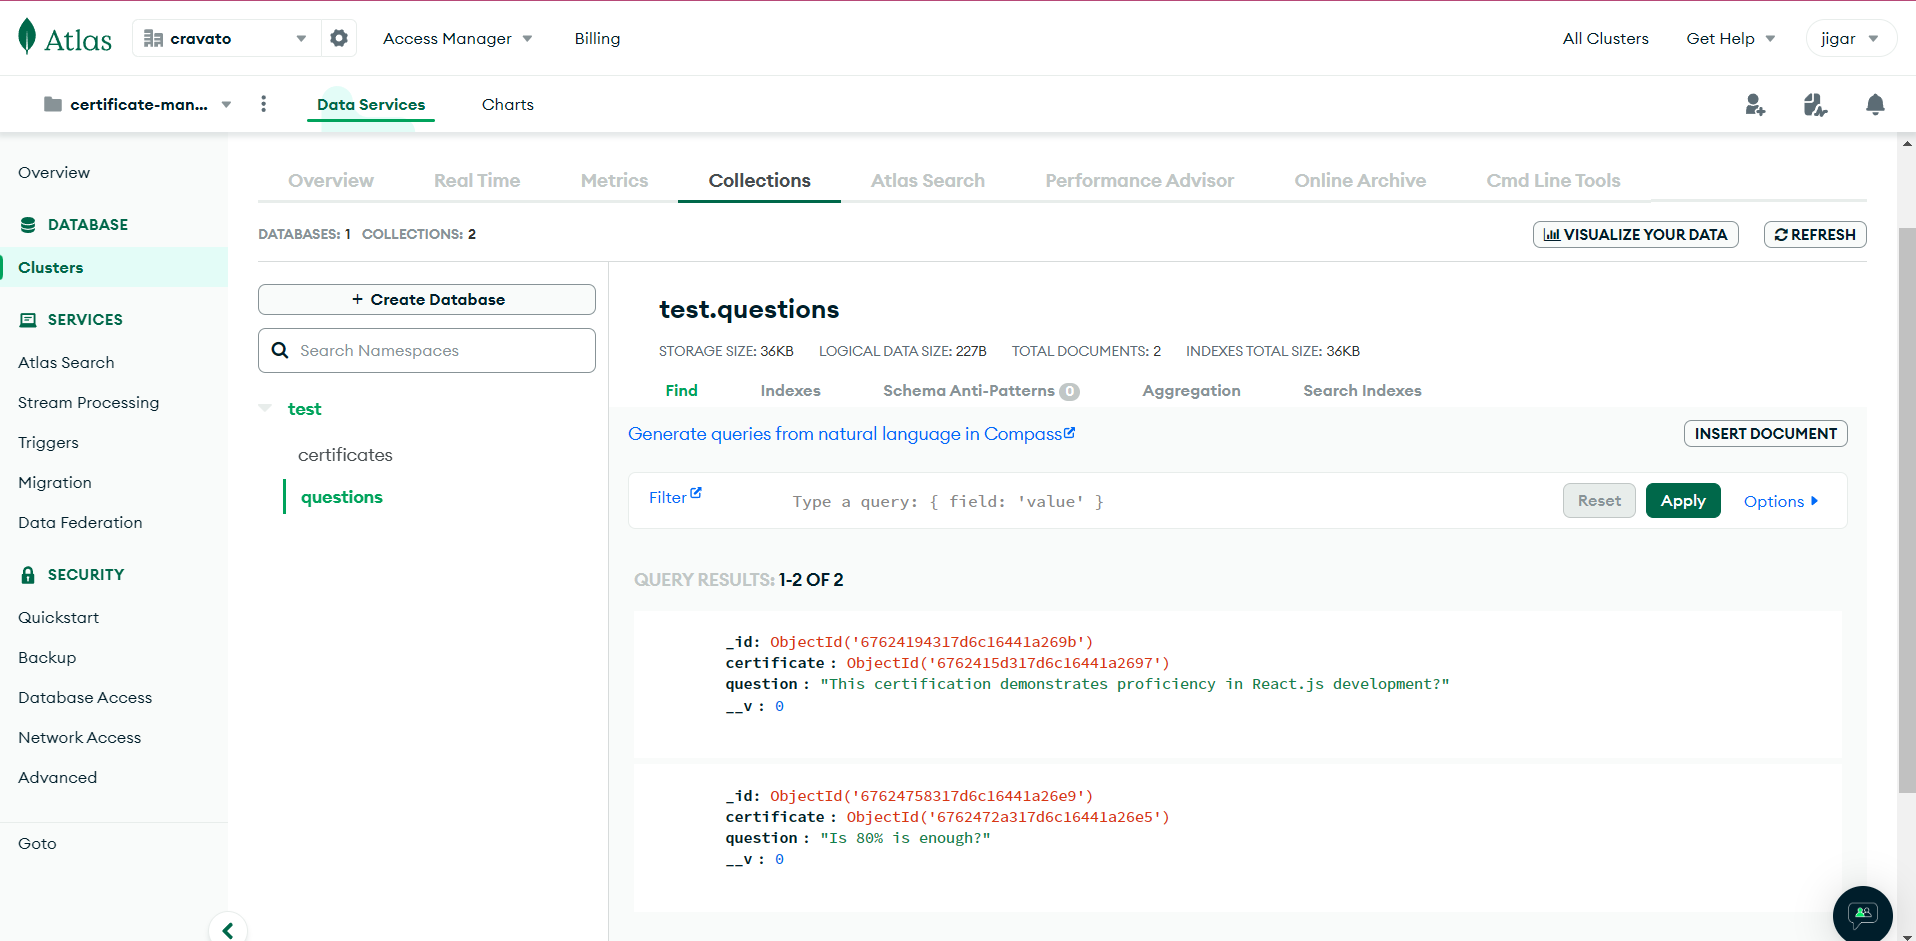 Atlas
cravato
Access Manager
Billing
All Clusters
Get Help
jigar
certificate-man...
Data Services
Charts
Overview
DATABASE
Clusters
SERVICES
Atlas Search
Stream Processing
Triggers
Migration
Data Federation
SECURITY
Quickstart
Backup
Database Access
Network Access
Advanced
Goto
Overview
Real Time
Metrics
Collections
Atlas Search
Performance Advisor
Online Archive
Cmd Line Tools
DATABASES: 1 COLLECTIONS: 2
VISUALIZE YOUR DATA
REFRESH
+ Create Database
Search Namespaces
test
certificates
questions
test.questions
STORAGE SIZE: 36KB LOGICAL DATA SIZE: 227B TOTAL DOCUMENTS: 2 INDEXES TOTAL SIZE: 36KB
Find
Indexes
Schema Anti-Patterns 0
Aggregation
Search Indexes
Generate queries from natural language in Compass
INSERT DOCUMENT
Filter
Type a query: { field: 'value' }
Reset
Apply
Options
QUERY RESULTS: 1-2 OF 2
_id: ObjectId('67624194317d6c16441a269b')
certificate : ObjectId('6762415d317d6c16441a2697')
question : "This certification demonstrates proficiency in React.js development?"
__v : 0
_id: ObjectId('67624758317d6c16441a26e9')
certificate : ObjectId('6762472a317d6c16441a26e5')
question : "Is 80% is enough?"
__v : 0